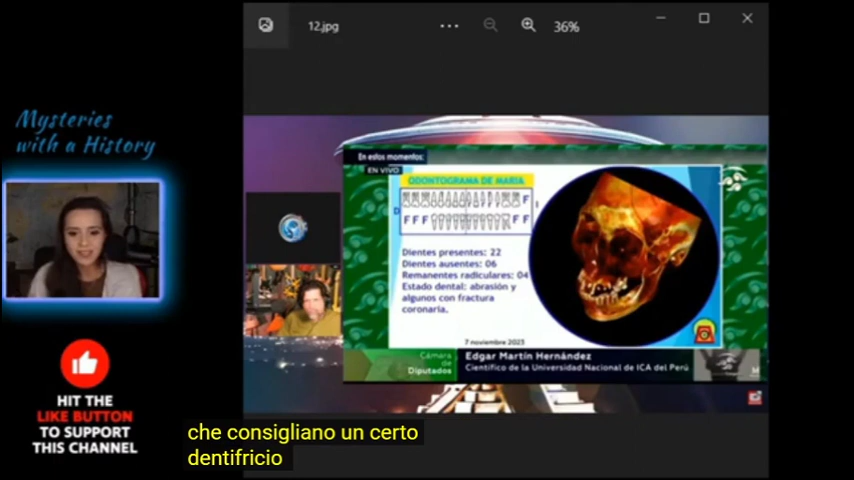 12.jpg
36%
Mysteries
with a History
En estos momentos:
EN VIVO
ODONTOGRAMA DE MARIA
F
D
F F F
F F
Dientes presentes: 22
Dientes ausentes: 06
Remanentes radiculares: 04
Estado dental: abrasión y
algunos con fractura
coronaria.
7 noviembre 2023
Cámara
de
Diputados
Edgar Martín Hernández
Científico de la Universidad Nacional de ICA del Perú
HIT THE
LIKE BUTTON
TO SUPPORT
THIS CHANNEL
che consigliano un certo
dentifricio